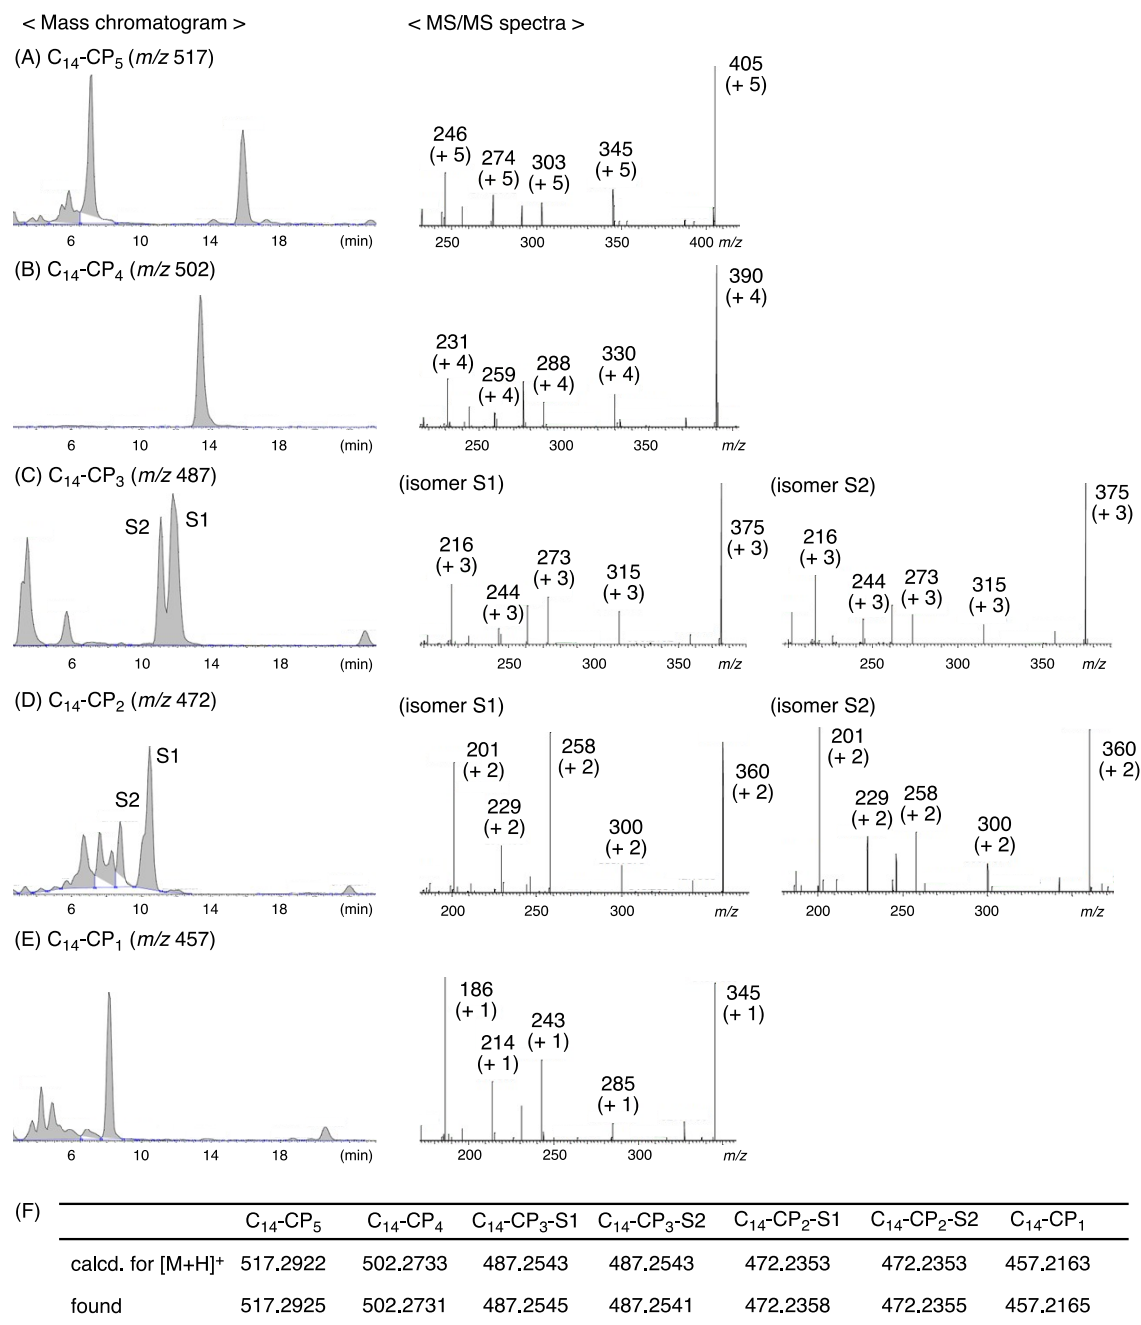 < Mass chromatogram >
< MS/MS spectra >
(A) C14-CP5 (m/z 517)
405
(+ 5)
246
(+ 5)
274
(+ 5)
303
(+ 5)
345
(+ 5)
6 10 14 18 (min)
250 300 350 400 m/z
(B) C14-CP4 (m/z 502)
390
(+ 4)
231
(+ 4)
259
(+ 4)
288
(+ 4)
330
(+ 4)
6 10 14 18 (min)
250 300 350 m/z
(C) C14-CP3 (m/z 487)
S2 S1
6 10 14 18 (min)
(isomer S1)
375
(+ 3)
216
(+ 3)
244
(+ 3)
273
(+ 3)
315
(+ 3)
250 300 350 m/z
(isomer S2)
375
(+ 3)
216
(+ 3)
244
(+ 3)
273
(+ 3)
315
(+ 3)
250 300 350 m/z
(D) C14-CP2 (m/z 472)
S1
S2
6 10 14 18 (min)
(isomer S1)
201
(+ 2)
258
(+ 2)
360
(+ 2)
229
(+ 2)
300
(+ 2)
200 250 300 m/z
(isomer S2)
201
(+ 2)
360
(+ 2)
229
(+ 2)
258
(+ 2)
300
(+ 2)
200 250 300 m/z
(E) C14-CP1 (m/z 457)
186
(+ 1)
345
(+ 1)
214
(+ 1)
243
(+ 1)
285
(+ 1)
6 10 14 18 (min)
200 250 300 m/z
(F)
C14-CP5 C14-CP4 C14-CP3-S1 C14-CP3-S2 C14-CP2-S1 C14-CP2-S2 C14-CP1
calcd. for [M+H]+ 517.2922 502.2733 487.2543 487.2543 472.2353 472.2353 457.2163
found 517.2925 502.2731 487.2545 487.2541 472.2358 472.2355 457.2165